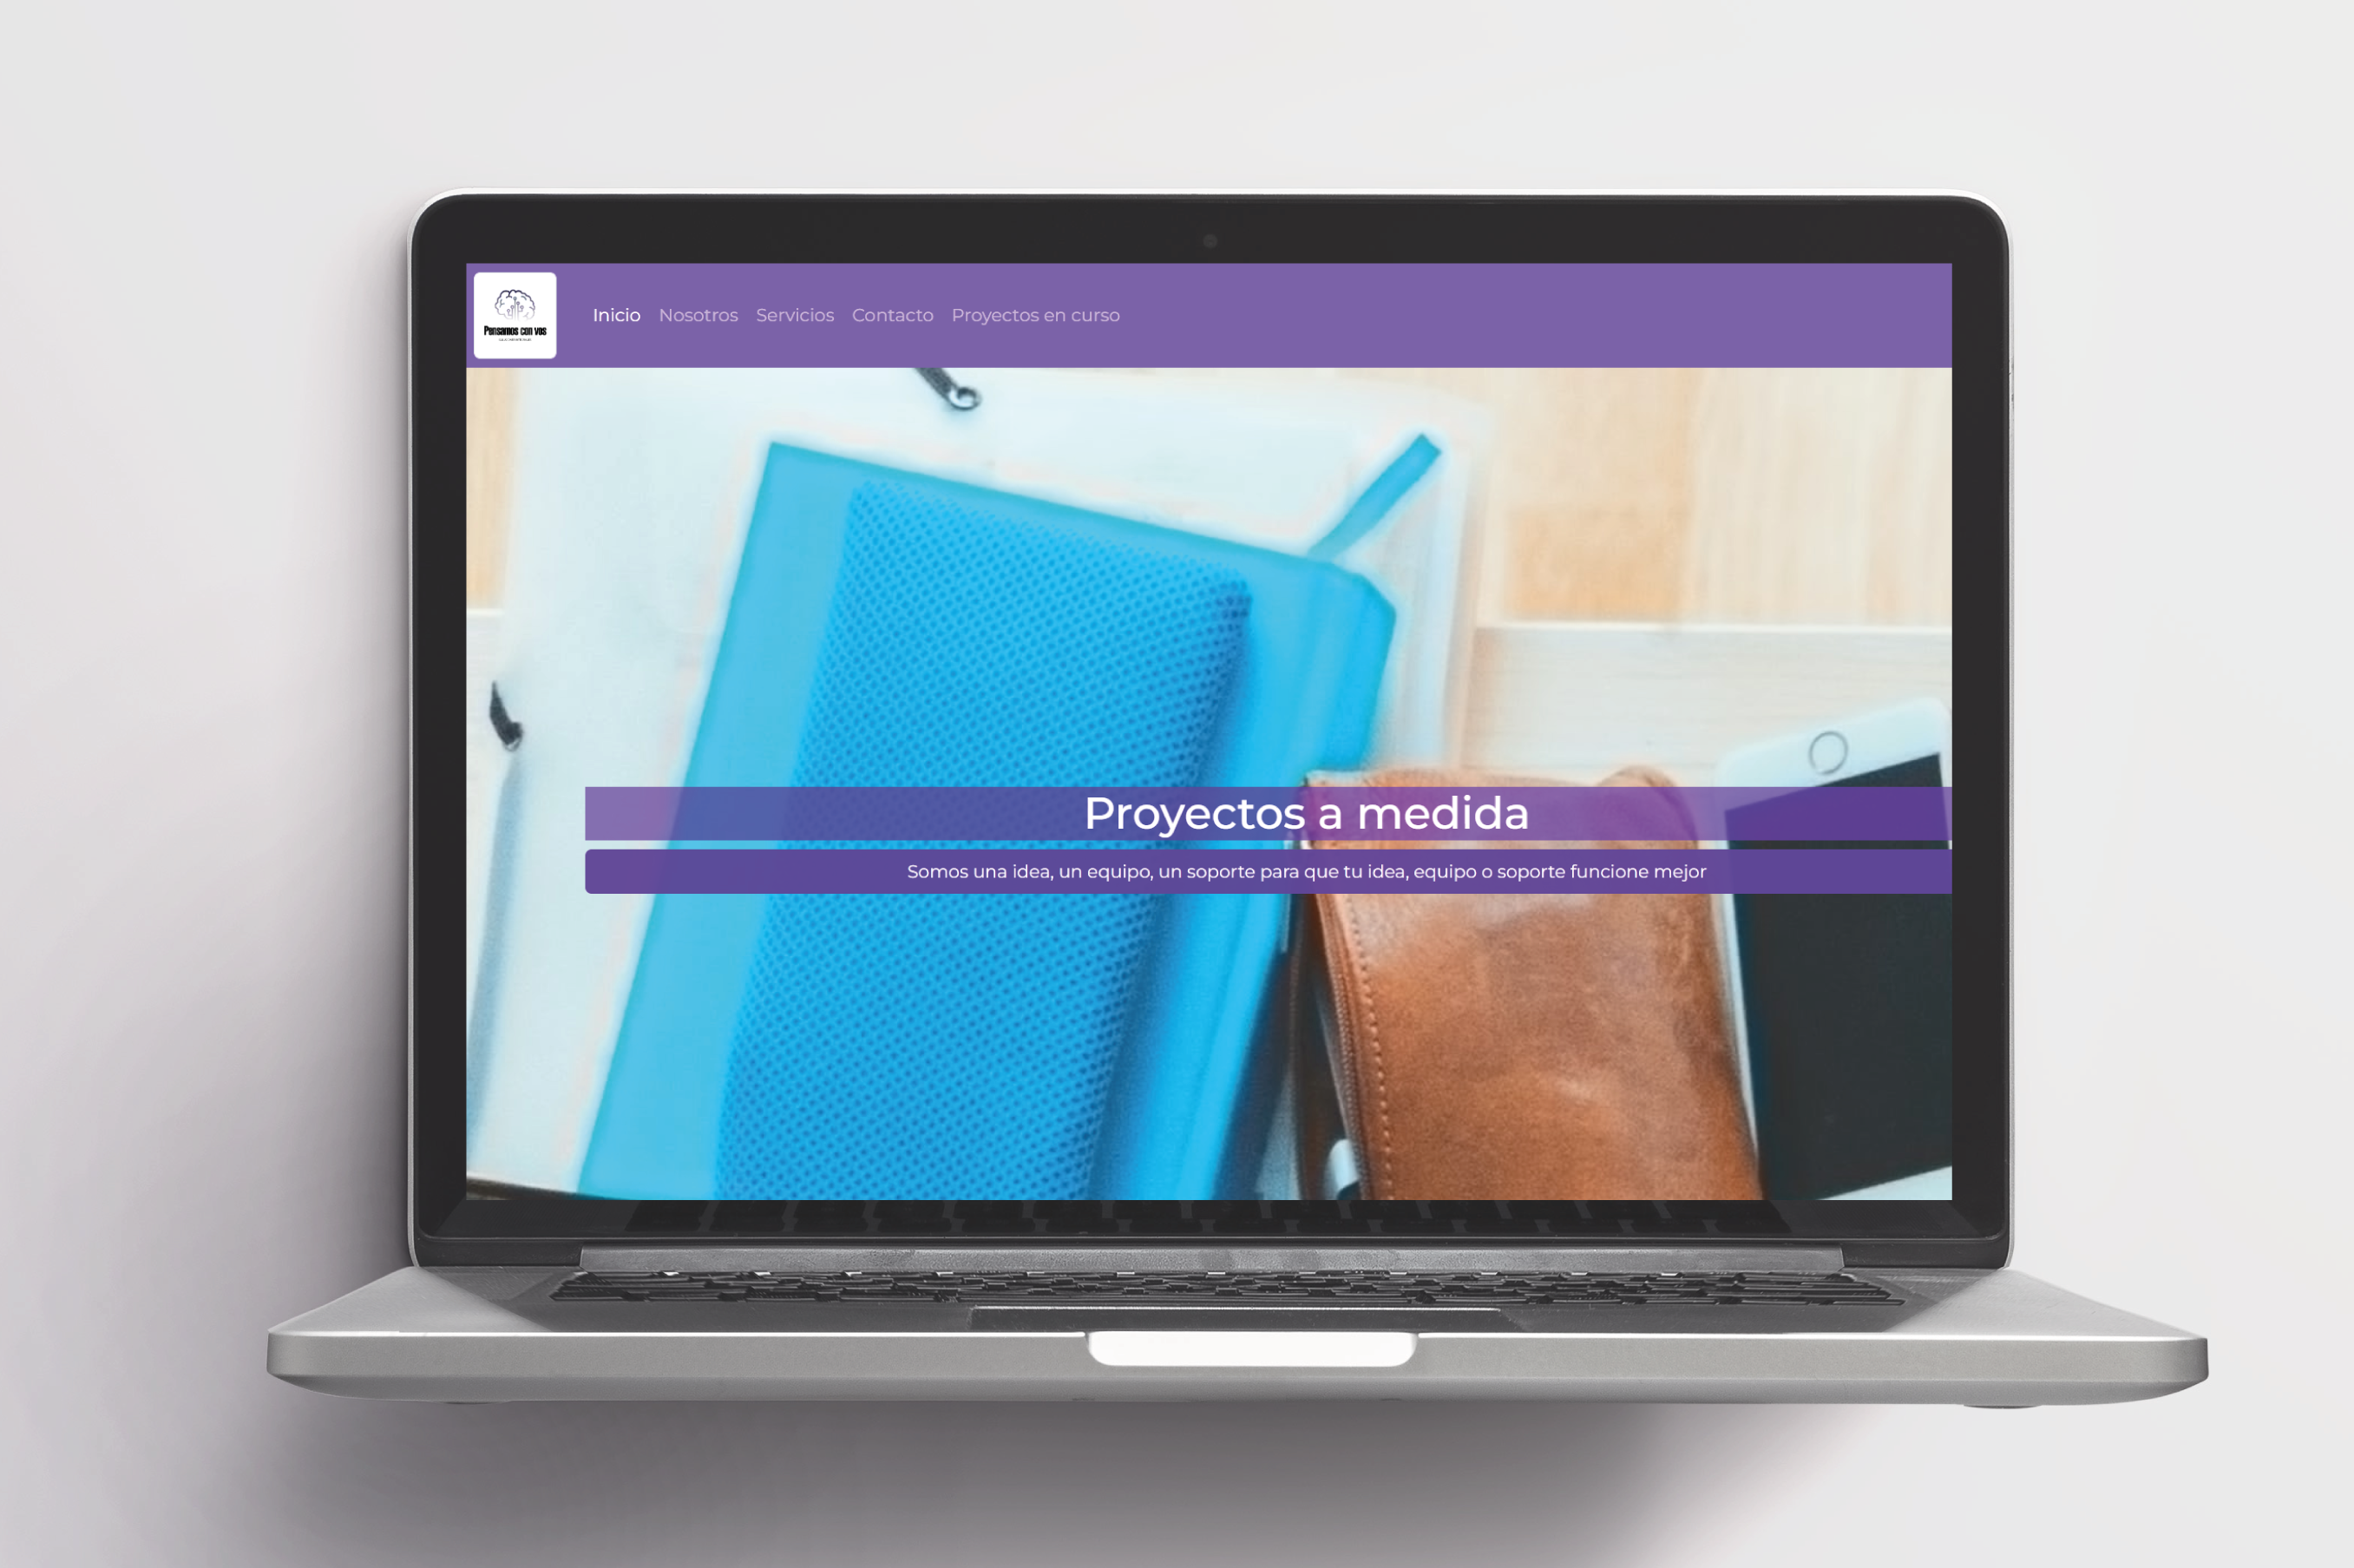 Pensamos con vos
Inicio Nosotros Servicios Contacto Proyectos en curso
Proyectos a medida
Somos una idea, un equipo, un soporte para que tu idea, equipo o soporte funcione mejor